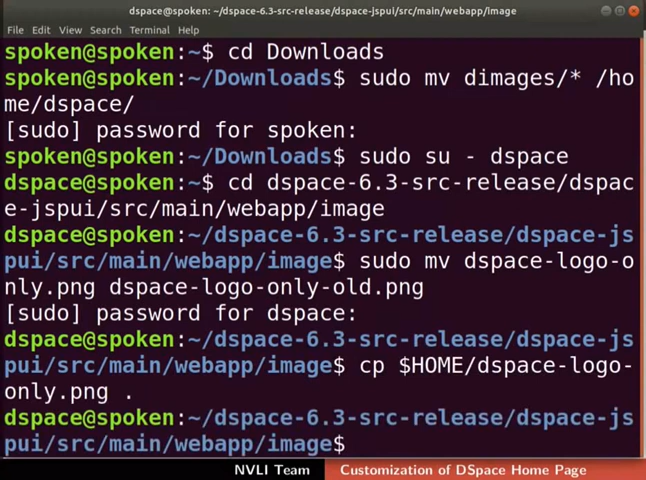 dspace@spoken: ~/dspace-6.3-src-release/dspace-jspui/src/main/webapp/image
File Edit View Search Terminal Help
spoken@spoken:~$ cd Downloads
spoken@spoken:~/Downloads$ sudo mv dimages/* /ho
me/dspace/
[sudo] password for spoken:
spoken@spoken:~/Downloads$ sudo su - dspace
dspace@spoken:~$ cd dspace-6.3-src-release/dspac
e-jspui/src/main/webapp/image
dspace@spoken:~/dspace-6.3-src-release/dspace-js
pui/src/main/webapp/image$ sudo mv dspace-logo-o
nly.png dspace-logo-only-old.png
[sudo] password for dspace:
dspace@spoken:~/dspace-6.3-src-release/dspace-js
pui/src/main/webapp/image$ cp $HOME/dspace-logo-
only.png .
dspace@spoken:~/dspace-6.3-src-release/dspace-js
pui/src/main/webapp/image$
NVLI Team Customization of DSpace Home Page